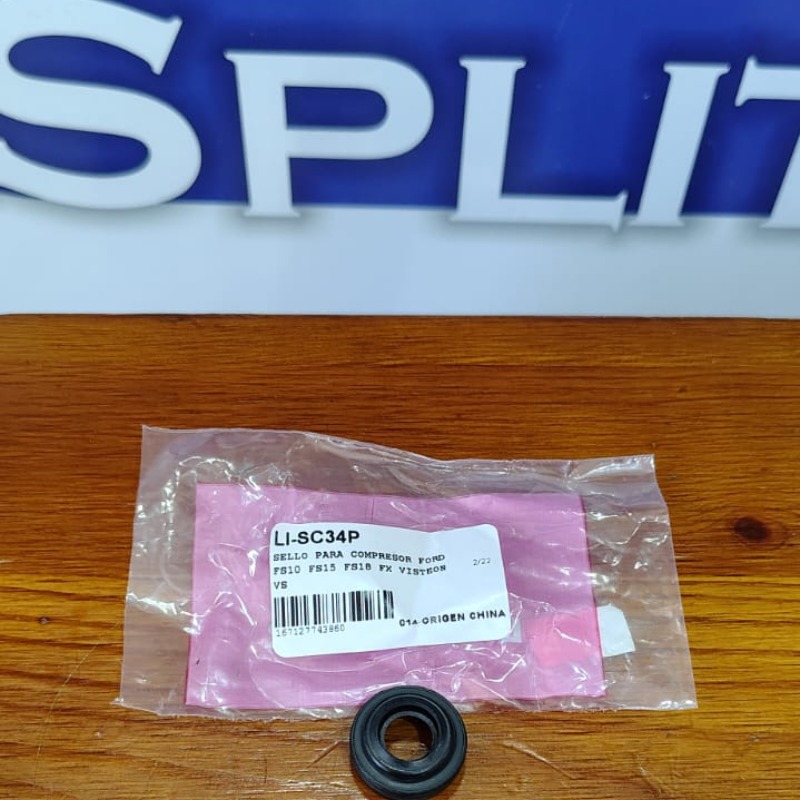 SPLIT
LI-SC34P
SELLO PARA COMPRESOR FORD
FS10 FS15 FS18 FX VISTEON
2/22
VS
167127743860
014 ORIGEN CHINA